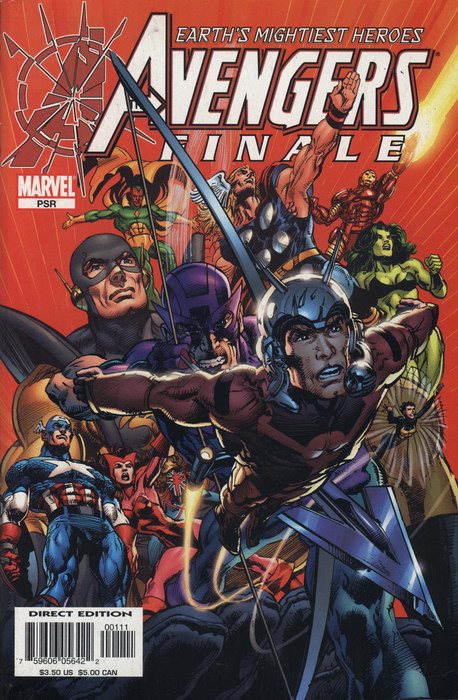 EARTH'S MIGHTIEST HEROES
AVENGERS
FINALE
MARVEL
PSR
DIRECT EDITION
00111
7 59606 05642 2
$3.50 US $5.00 CAN